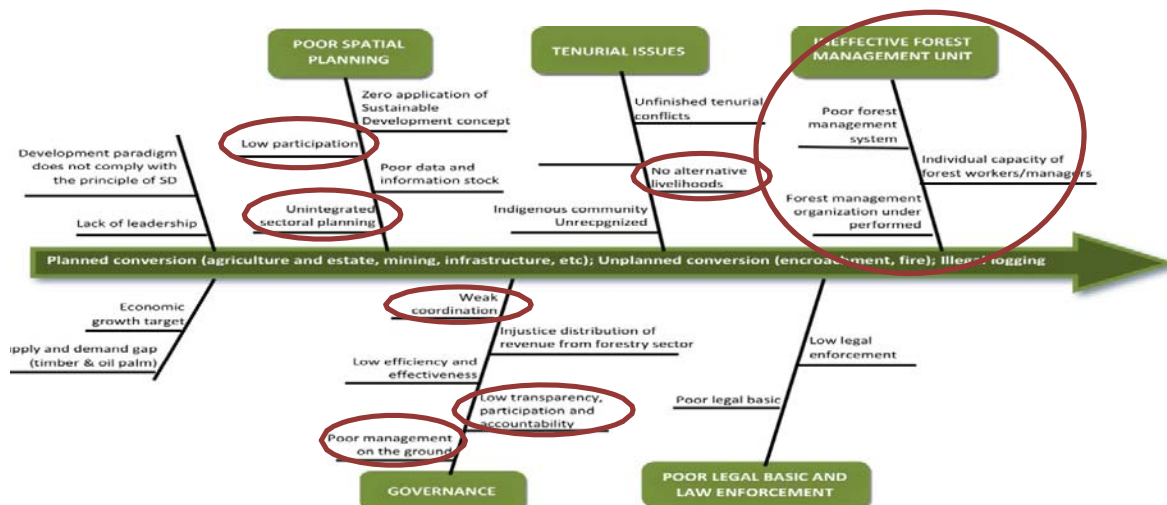 POOR SPATIAL
PLANNING
TENURIAL ISSUES
INEFFECTIVE FOREST
MANAGEMENT UNIT
Zero application of
Sustainable
Development concept
Low participation
Poor data and
information stock
Unintegrated
sectoral planning
Development paradigm
does not comply with
the principle of SD
Lack of leadership
Unfinished tenurial
conflicts
No alternative
livelihoods
Indigenous community
Unrecpgnized
Poor forest
management
system
Individual capacity of
forest workers/managers
Forest management
organization under
performed
Planned conversion (agriculture and estate, mining, infrastructure, etc); Unplanned conversion (encroachment, fire); Illegal logging
Economic
growth target
and demand gap
(timber & oil palm)
Weak
coordination
Injustice distribution of
revenue from forestry sector
Low efficiency and
effectiveness
Low transparency,
participation and
accountability
Poor management
on the ground
GOVERNANCE
Low legal
enforcement
Poor legal basic
POOR LEGAL BASIC AND
LAW ENFORCEMENT